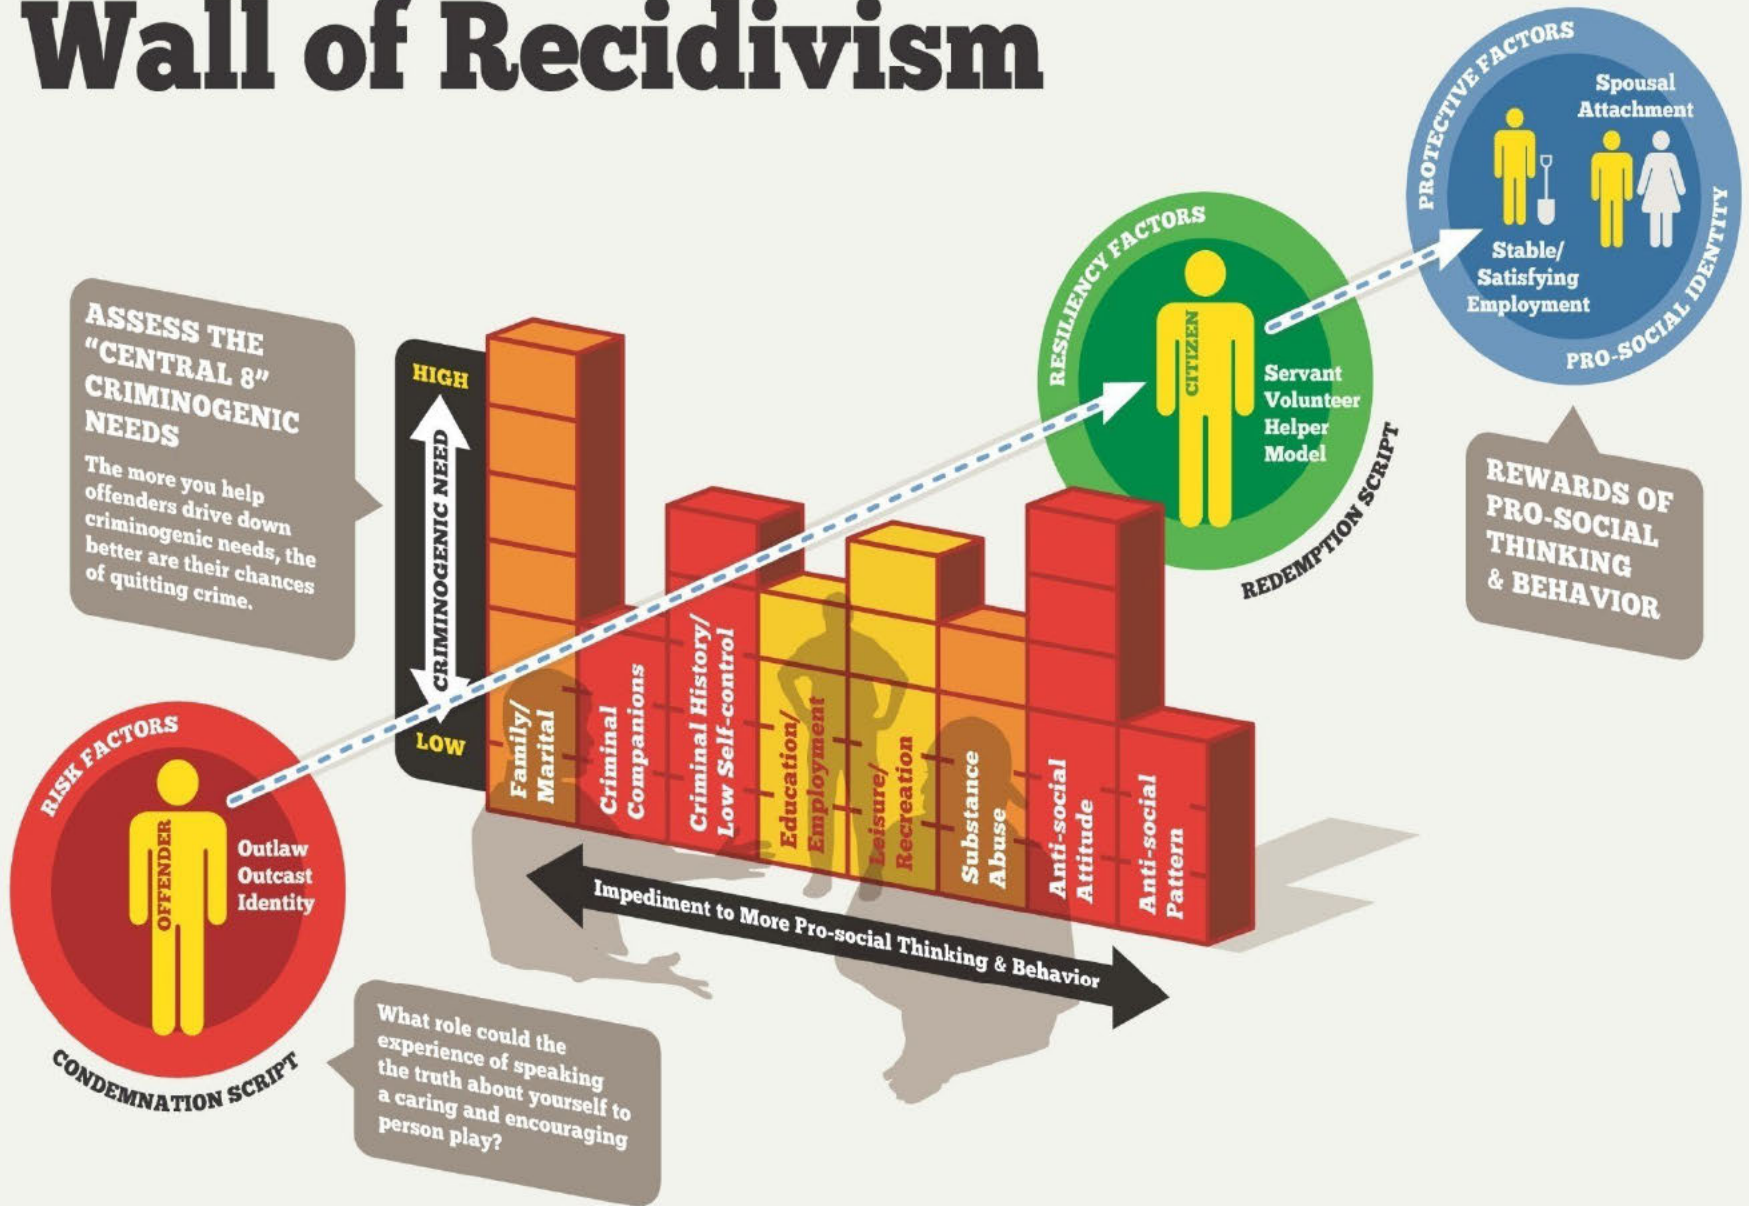 Wall of Recidivism
PROTECTIVE FACTORS
Spousal
Attachment
Stable/
Satisfying
Employment
PRO-SOCIAL IDENTITY
RESILIENCY FACTORS
CITIZEN
Servant
Volunteer
Helper
Model
REDEMPTION SCRIPT
REWARDS OF
PRO-SOCIAL
THINKING
& BEHAVIOR
ASSESS THE
"CENTRAL 8"
CRIMINOGENIC
NEEDS
The more you help
offenders drive down
criminogenic needs, the
better are their chances
of quitting crime.
HIGH
CRIMINOGENIC NEED
LOW
Family/
Marital
Criminal
Companions
Criminal History/
Low Self-control
Education/
Employment
Leisure/
Recreation
Substance
Abuse
Anti-social
Attitude
Anti-social
Pattern
Impediment to More Pro-social Thinking & Behavior
RISK FACTORS
OFFENDER
Outlaw
Outcast
Identity
CONDEMNATION SCRIPT
What role could the
experience of speaking
the truth about yourself to
a caring and encouraging
person play?